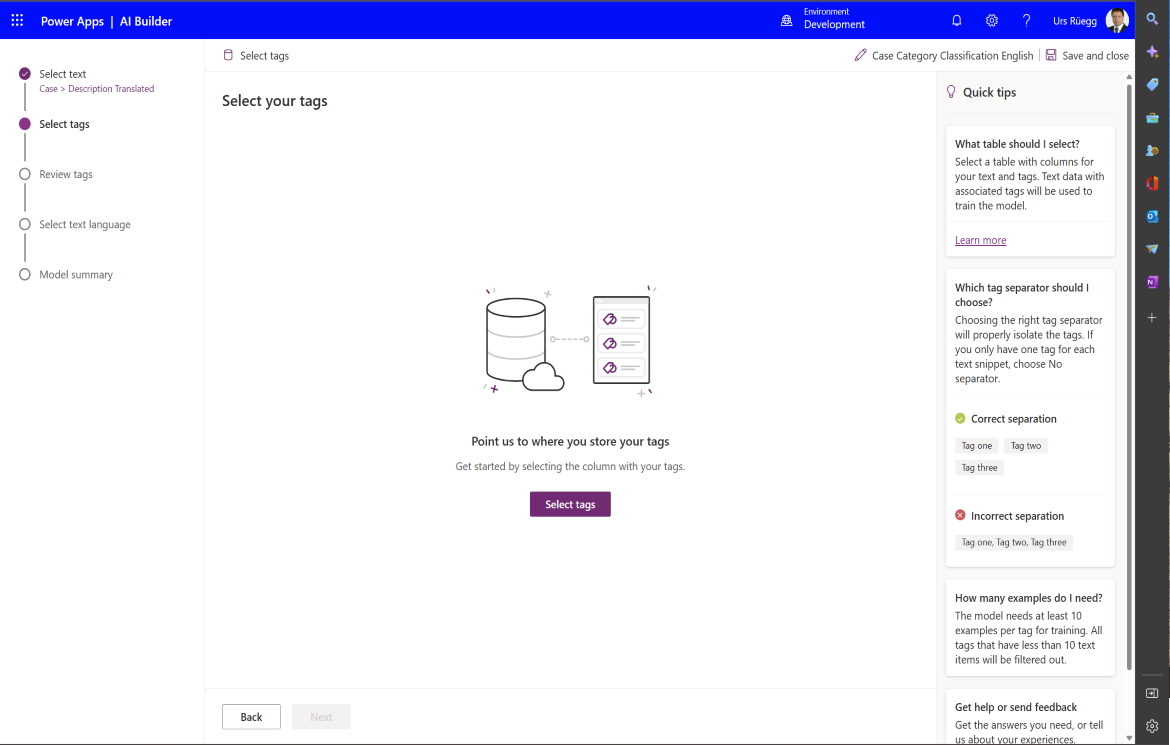 Power Apps | AI Builder
Environment
Development
Urs Rüegg
Select text
Case > Description Translated
Select tags
Review tags
Select text language
Model summary
Select tags
Case Category Classification English
Save and close
Select your tags
Point us to where you store your tags
Get started by selecting the column with your tags.
Select tags
Back
Next
Quick tips
What table should I select?
Select a table with columns for
your text and tags. Text data with
associated tags will be used to
train the model.
Learn more
Which tag separator should I
choose?
Choosing the right tag separator
will properly isolate the tags. If
you only have one tag for each
text snippet, choose No
separator.
Correct separation
Tag one
Tag two
Tag three
Incorrect separation
Tag one, Tag two, Tag three
How many examples do I need?
The model needs at least 10
examples per tag for training. All
tags that have less than 10 text
items will be filtered out.
Get help or send feedback
Get the answers you need, or tell
us about your experiences.